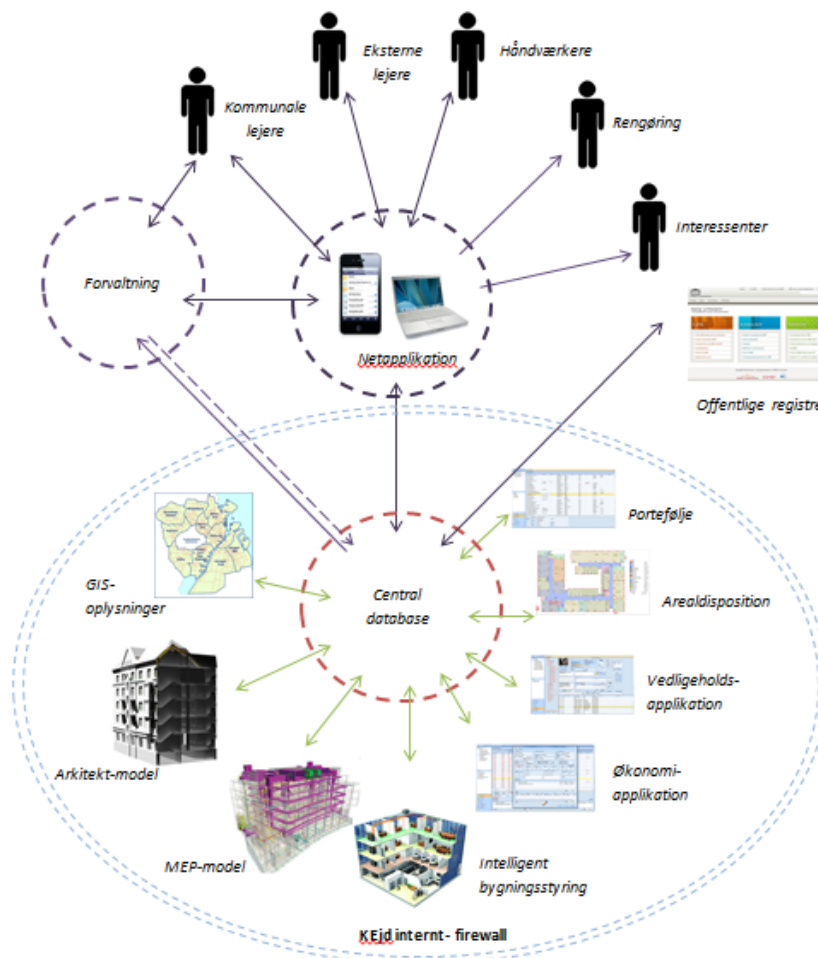 Eksterne
lejere
Håndværkere
Kommunale
lejere
Rengøring
Interessenter
Forvaltning
Netapplikation
Offentlige registre
Portefølje
GIS-
oplysninger
Central
database
Arealdisposition
Vedligeholds-
applikation
Arkitekt-model
Økonomi-
applikation
MEP-model
Intelligent
bygningsstyring
KEjd internt- firewall